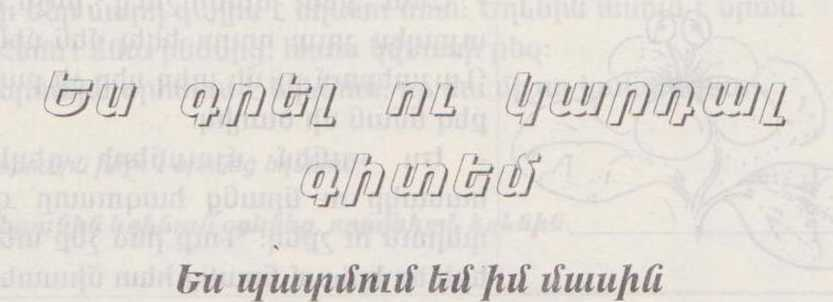 Ես գրել ու կարդալ
գիտեմ
Ես պատմում եմ իմ մասին